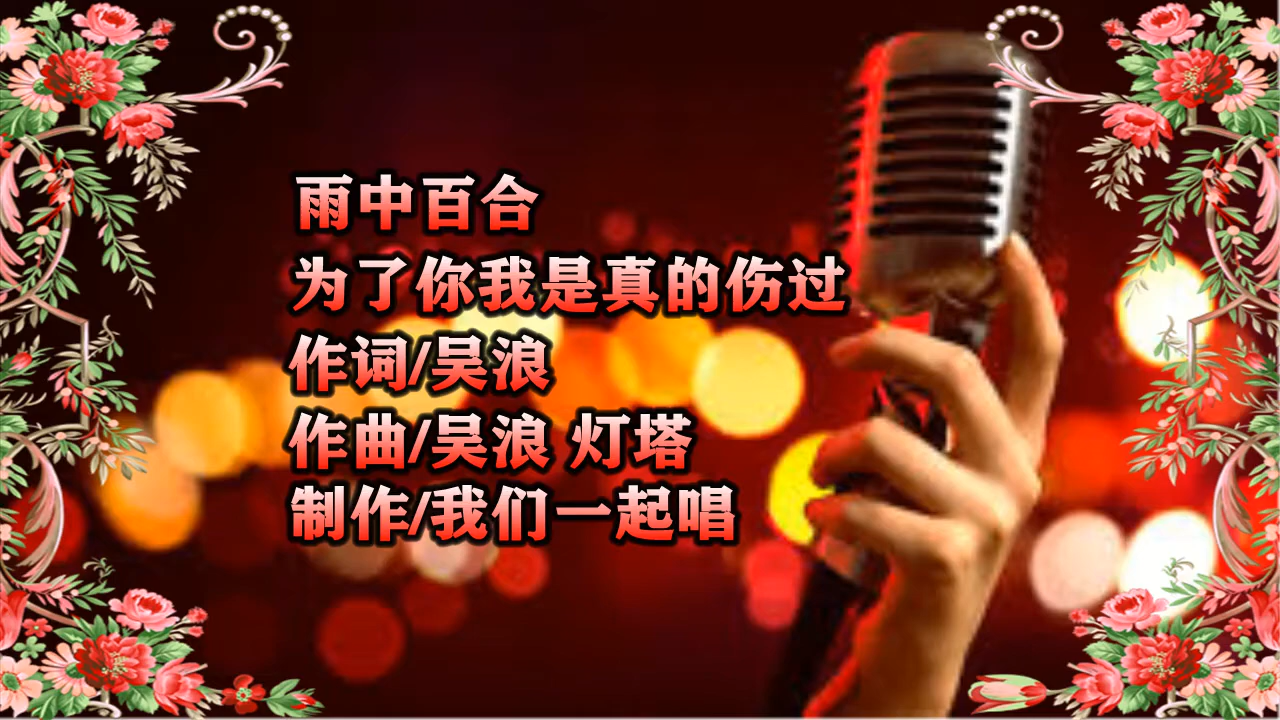 雨中百合
为了你我是真的伤过
作词/吴浪
作曲/吴浪 灯塔
制作/我们一起唱